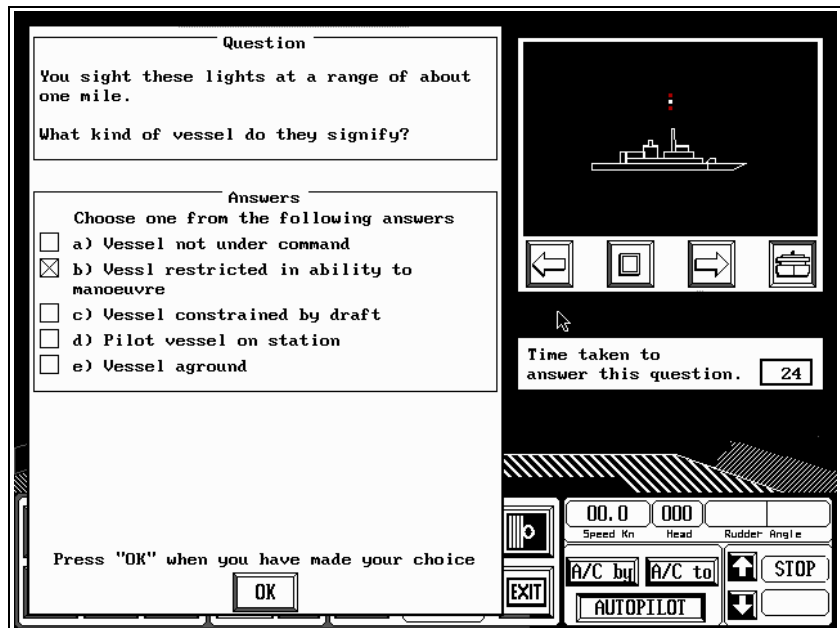 Question
You sight these lights at a range of about
one mile.
What kind of vessel do they signify?
Answers
Choose one from the following answers
a) Vessel not under command
b) Vessl restricted in ability to
manoeuvre
c) Vessel constrained by draft
d) Pilot vessel on station
e) Vessel aground
Press "OK" when you have made your choice
OK
Time taken to
answer this question. 24
00.0 000
Speed Kn Head Rudder Angle
A/C by A/C to STOP
EXIT AUTOPILOT